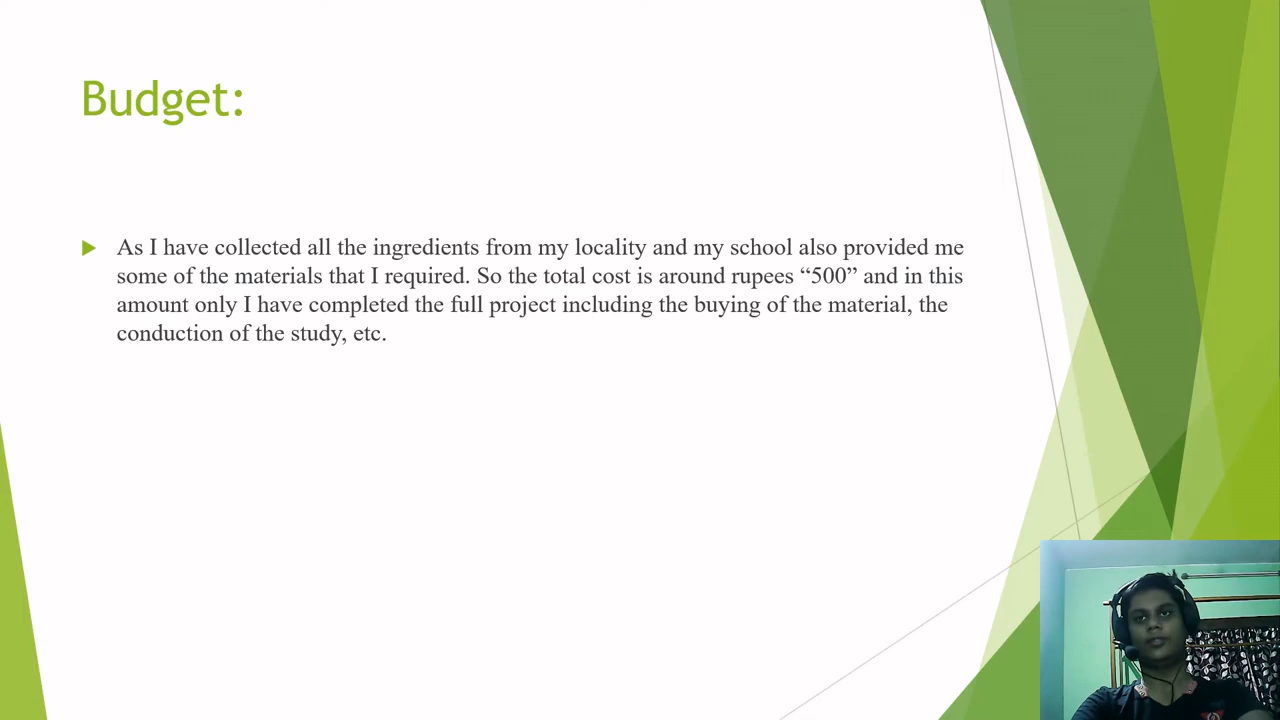 Budget:
As I have collected all the ingredients from my locality and my school also provided me
some of the materials that I required. So the total cost is around rupees “500” and in this
amount only I have completed the full project including the buying of the material, the
conduction of the study, etc.